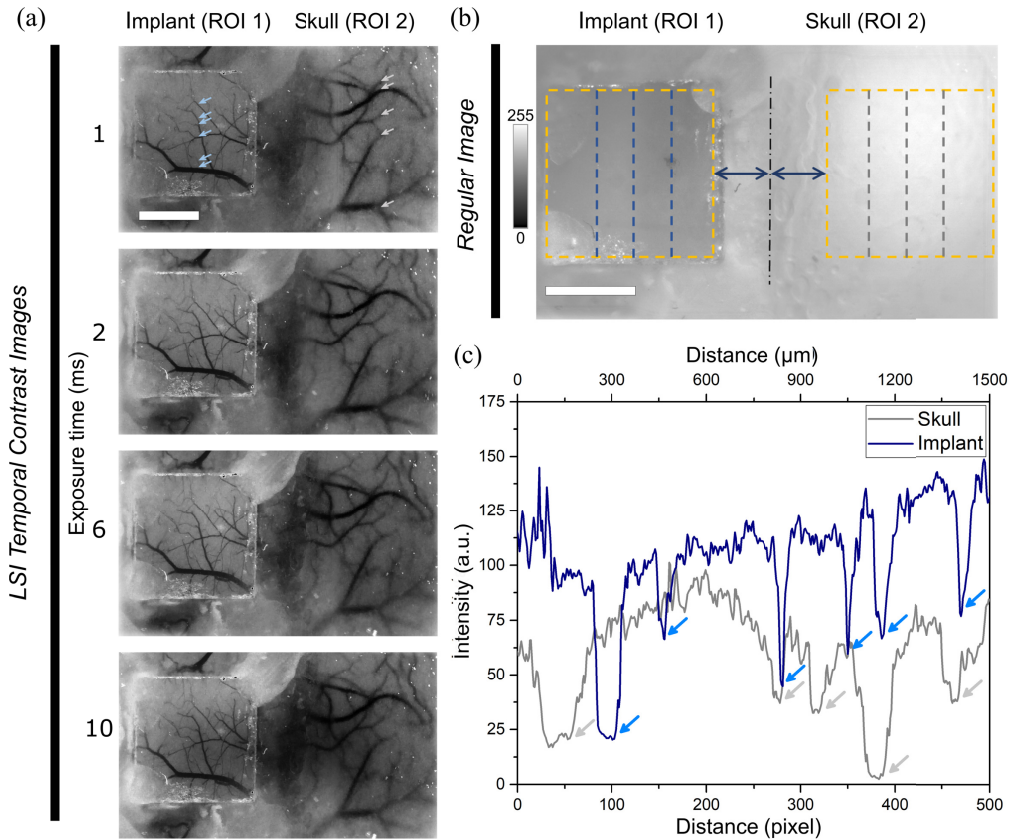 (a)
Implant (ROI 1) Skull (ROI 2)
LSI Temporal Contrast Images
Exposure time (ms)
1
2
6
10
(b)
Implant (ROI 1) Skull (ROI 2)
Regular Image
255
0
(c)
Distance (µm)
0 300 600 900 1200 1500
Intensity (a.u.)
175
150
125
100
75
50
25
0
Skull
Implant
0 100 200 300 400 500
Distance (pixel)